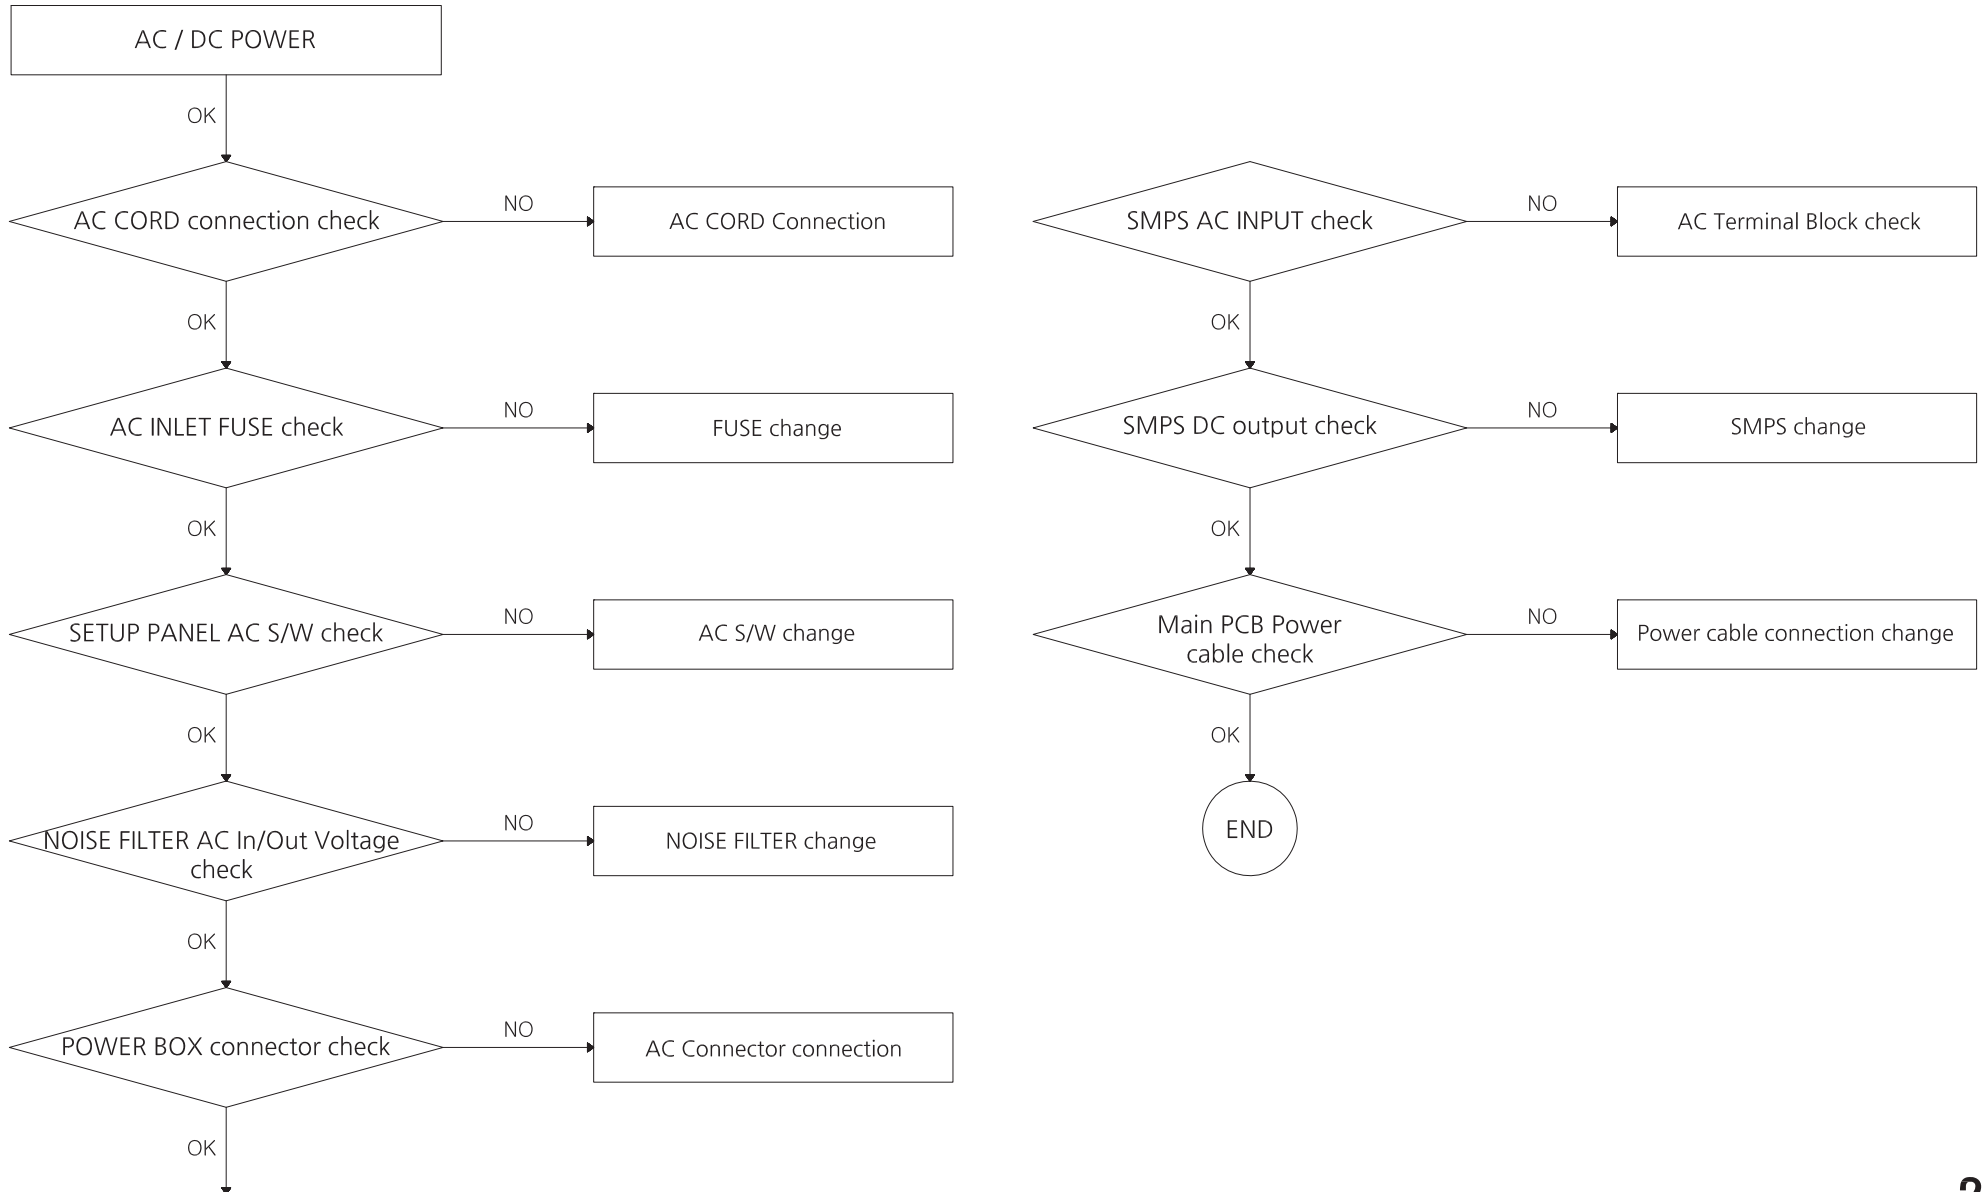 AC / DC POWER
OK
AC CORD connection check
NO
AC CORD Connection
OK
AC INLET FUSE check
NO
FUSE change
OK
SETUP PANEL AC S/W check
NO
AC S/W change
OK
NOISE FILTER AC In/Out Voltage
check
NO
NOISE FILTER change
OK
POWER BOX connector check
NO
AC Connector connection
OK
SMPS AC INPUT check
NO
AC Terminal Block check
OK
SMPS DC output check
NO
SMPS change
OK
Main PCB Power
cable check
NO
Power cable connection change
OK
END